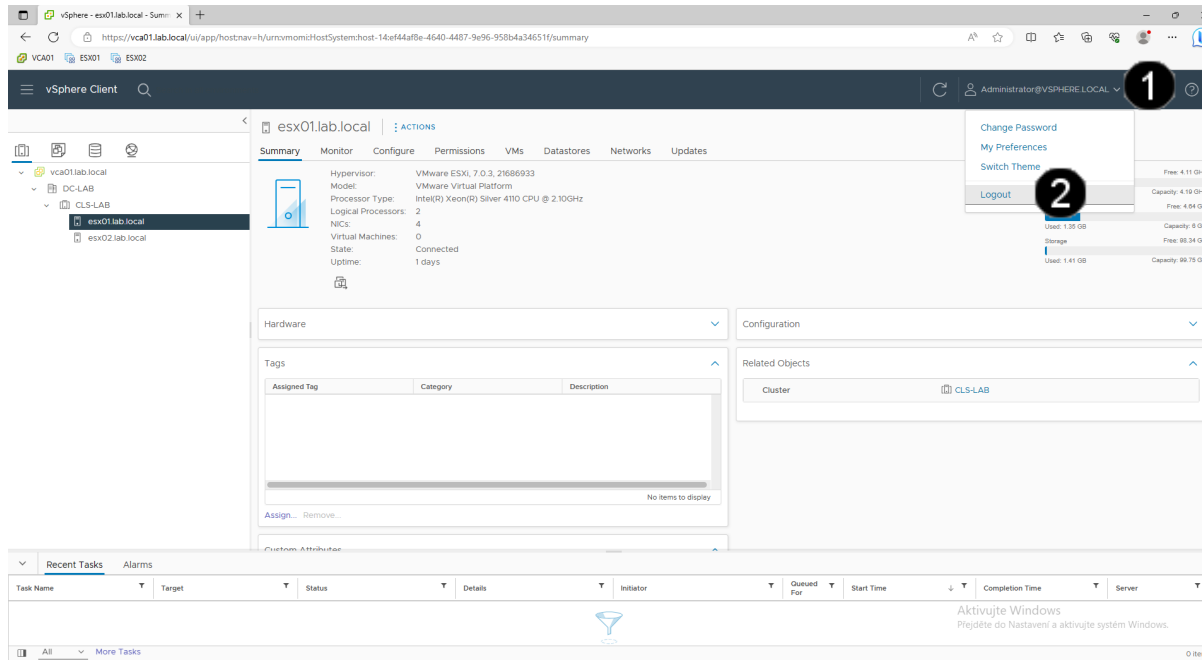 vSphere - esx01.lab.local - Summ
https://vca01.lab.local/ui/app/host;nav=h/urn:vmomi:HostSystem:host-14:ef44af8e-4640-4487-9e96-958b4a34651f/summary
VCA01 ESX01 ESX02
vSphere Client
Administrator@VSPHERE.LOCAL
1
Change Password
My Preferences
Switch Theme
Logout
2
esx01.lab.local ACTIONS
Summary Monitor Configure Permissions VMs Datastores Networks Updates
vca01.lab.local
DC-LAB
CLS-LAB
esx01.lab.local
esx02.lab.local
Hypervisor: VMware ESXi, 7.0.3, 21686933
Model: VMware Virtual Platform
Processor Type: Intel(R) Xeon(R) Silver 4110 CPU @ 2.10GHz
Logical Processors: 2
NICs: 4
Virtual Machines: 0
State: Connected
Uptime: 1 days
Free: 4.11 GH
Capacity: 4.19 GH
Free: 4.64 G
Used: 1.35 GB Capacity: 6 G
Storage Free: 98.34 G
Used: 1.41 GB Capacity: 99.75 G
Hardware
Configuration
Tags
Assigned Tag Category Description
No items to display
Assign... Remove...
Custom Attributes
Related Objects
Cluster CLS-LAB
Recent Tasks Alarms
Task Name Target Status Details Initiator Queued For Start Time Completion Time Server
Aktivujte Windows
Přejděte do Nastavení a aktivujte systém Windows.
All More Tasks
0 ite